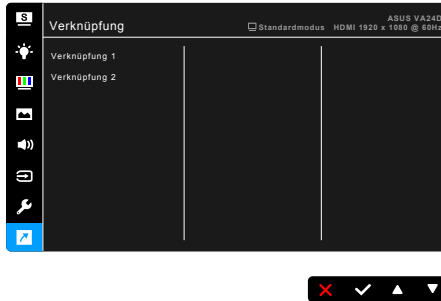 S
ASUS VA24D
Verknüpfung
Standardmodus HDMI 1920 x 1080 @ 60Hz
Verknüpfung 1
Verknüpfung 2